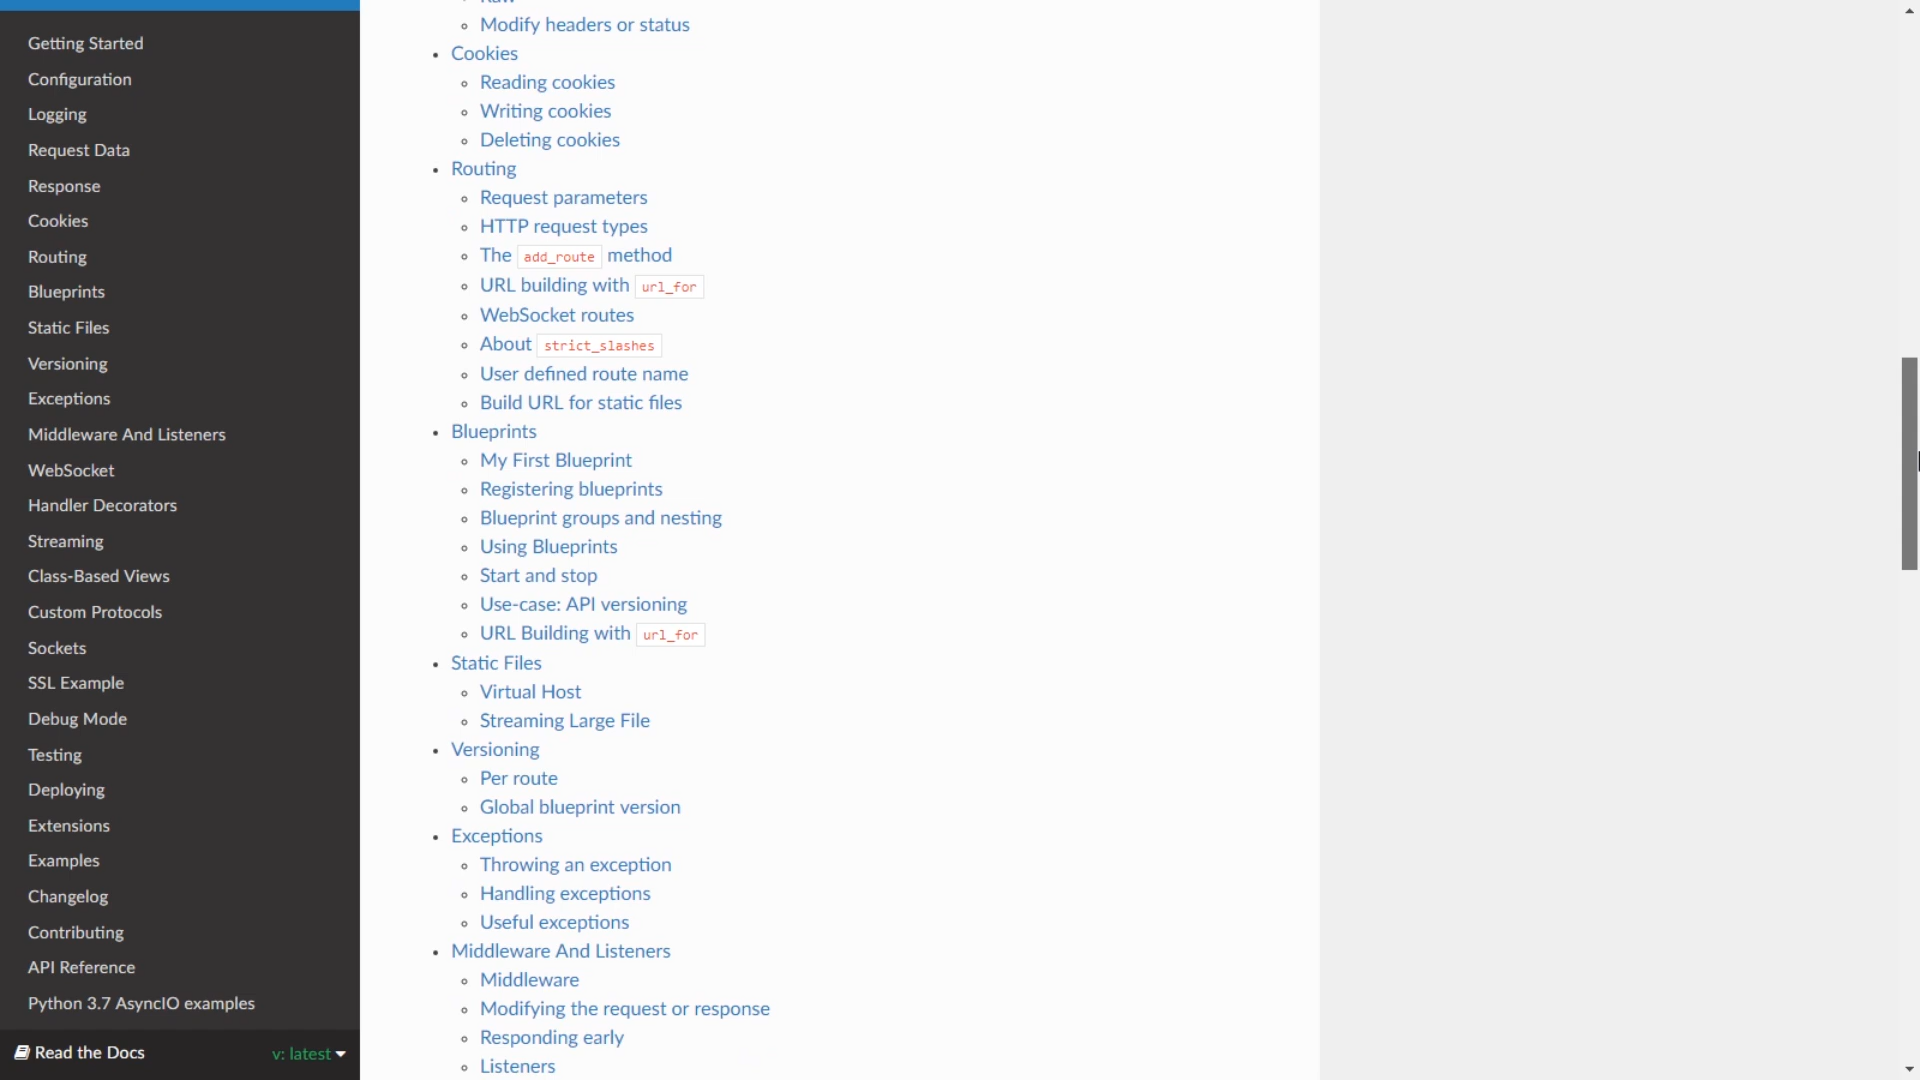 Getting Started
Configuration
Logging
Request Data
Response
Cookies
Routing
Blueprints
Static Files
Versioning
Exceptions
Middleware And Listeners
WebSocket
Handler Decorators
Streaming
Class-Based Views
Custom Protocols
Sockets
SSL Example
Debug Mode
Testing
Deploying
Extensions
Examples
Changelog
Contributing
API Reference
Python 3.7 AsyncIO examples
Read the Docs
v: latest
Modify headers or status
Cookies
Reading cookies
Writing cookies
Deleting cookies
Routing
Request parameters
HTTP request types
The add_route method
URL building with url_for
WebSocket routes
About strict_slashes
User defined route name
Build URL for static files
Blueprints
My First Blueprint
Registering blueprints
Blueprint groups and nesting
Using Blueprints
Start and stop
Use-case: API versioning
URL Building with url_for
Static Files
Virtual Host
Streaming Large File
Versioning
Per route
Global blueprint version
Exceptions
Throwing an exception
Handling exceptions
Useful exceptions
Middleware And Listeners
Middleware
Modifying the request or response
Responding early
Listeners